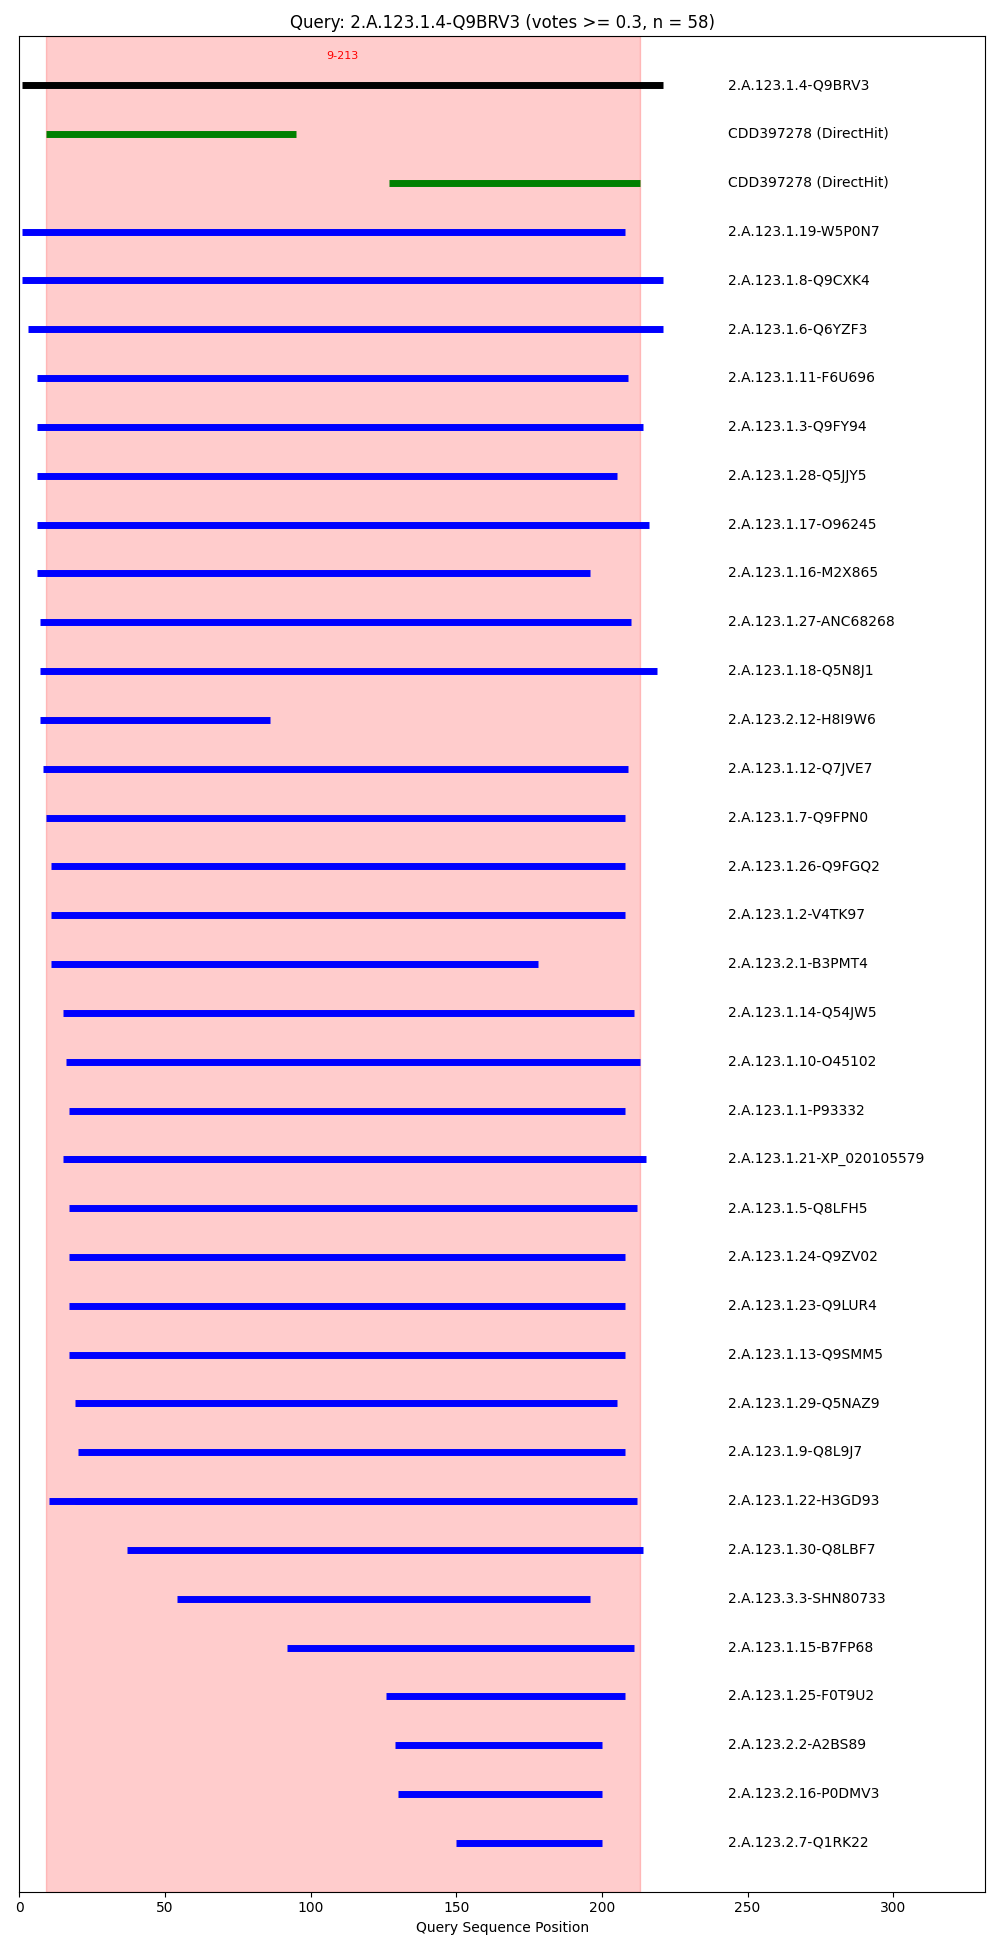 Query: 2.A.123.1.4-Q9BRV3 (votes >= 0.3, n = 58)
9-213
2.A.123.1.4-Q9BRV3
CDD397278 (DirectHit)
CDD397278 (DirectHit)
2.A.123.1.19-W5P0N7
2.A.123.1.8-Q9CXK4
2.A.123.1.6-Q6YZF3
2.A.123.1.11-F6U696
2.A.123.1.3-Q9FY94
2.A.123.1.28-Q5JJY5
2.A.123.1.17-O96245
2.A.123.1.16-M2X865
2.A.123.1.27-ANC68268
2.A.123.1.18-Q5N8J1
2.A.123.2.12-H8I9W6
2.A.123.1.12-Q7JVE7
2.A.123.1.7-Q9FPN0
2.A.123.1.26-Q9FGQ2
2.A.123.1.2-V4TK97
2.A.123.2.1-B3PMT4
2.A.123.1.14-Q54JW5
2.A.123.1.10-O45102
2.A.123.1.1-P93332
2.A.123.1.21-XP_020105579
2.A.123.1.5-Q8LFH5
2.A.123.1.24-Q9ZV02
2.A.123.1.23-Q9LUR4
2.A.123.1.13-Q9SMM5
2.A.123.1.29-Q5NAZ9
2.A.123.1.9-Q8L9J7
2.A.123.1.22-H3GD93
2.A.123.1.30-Q8LBF7
2.A.123.3.3-SHN80733
2.A.123.1.15-B7FP68
2.A.123.1.25-F0T9U2
2.A.123.2.2-A2BS89
2.A.123.2.16-P0DMV3
2.A.123.2.7-Q1RK22
0 50 100 150 200 250 300
Query Sequence Position